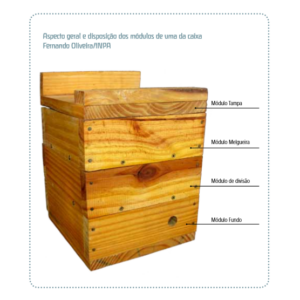 Aspecto geral e disposição dos módulos de uma da caixa
Fernando Oliveira/INPA
Módulo Tampa
Módulo Melgueira
Módulo de divisão
Módulo Fundo